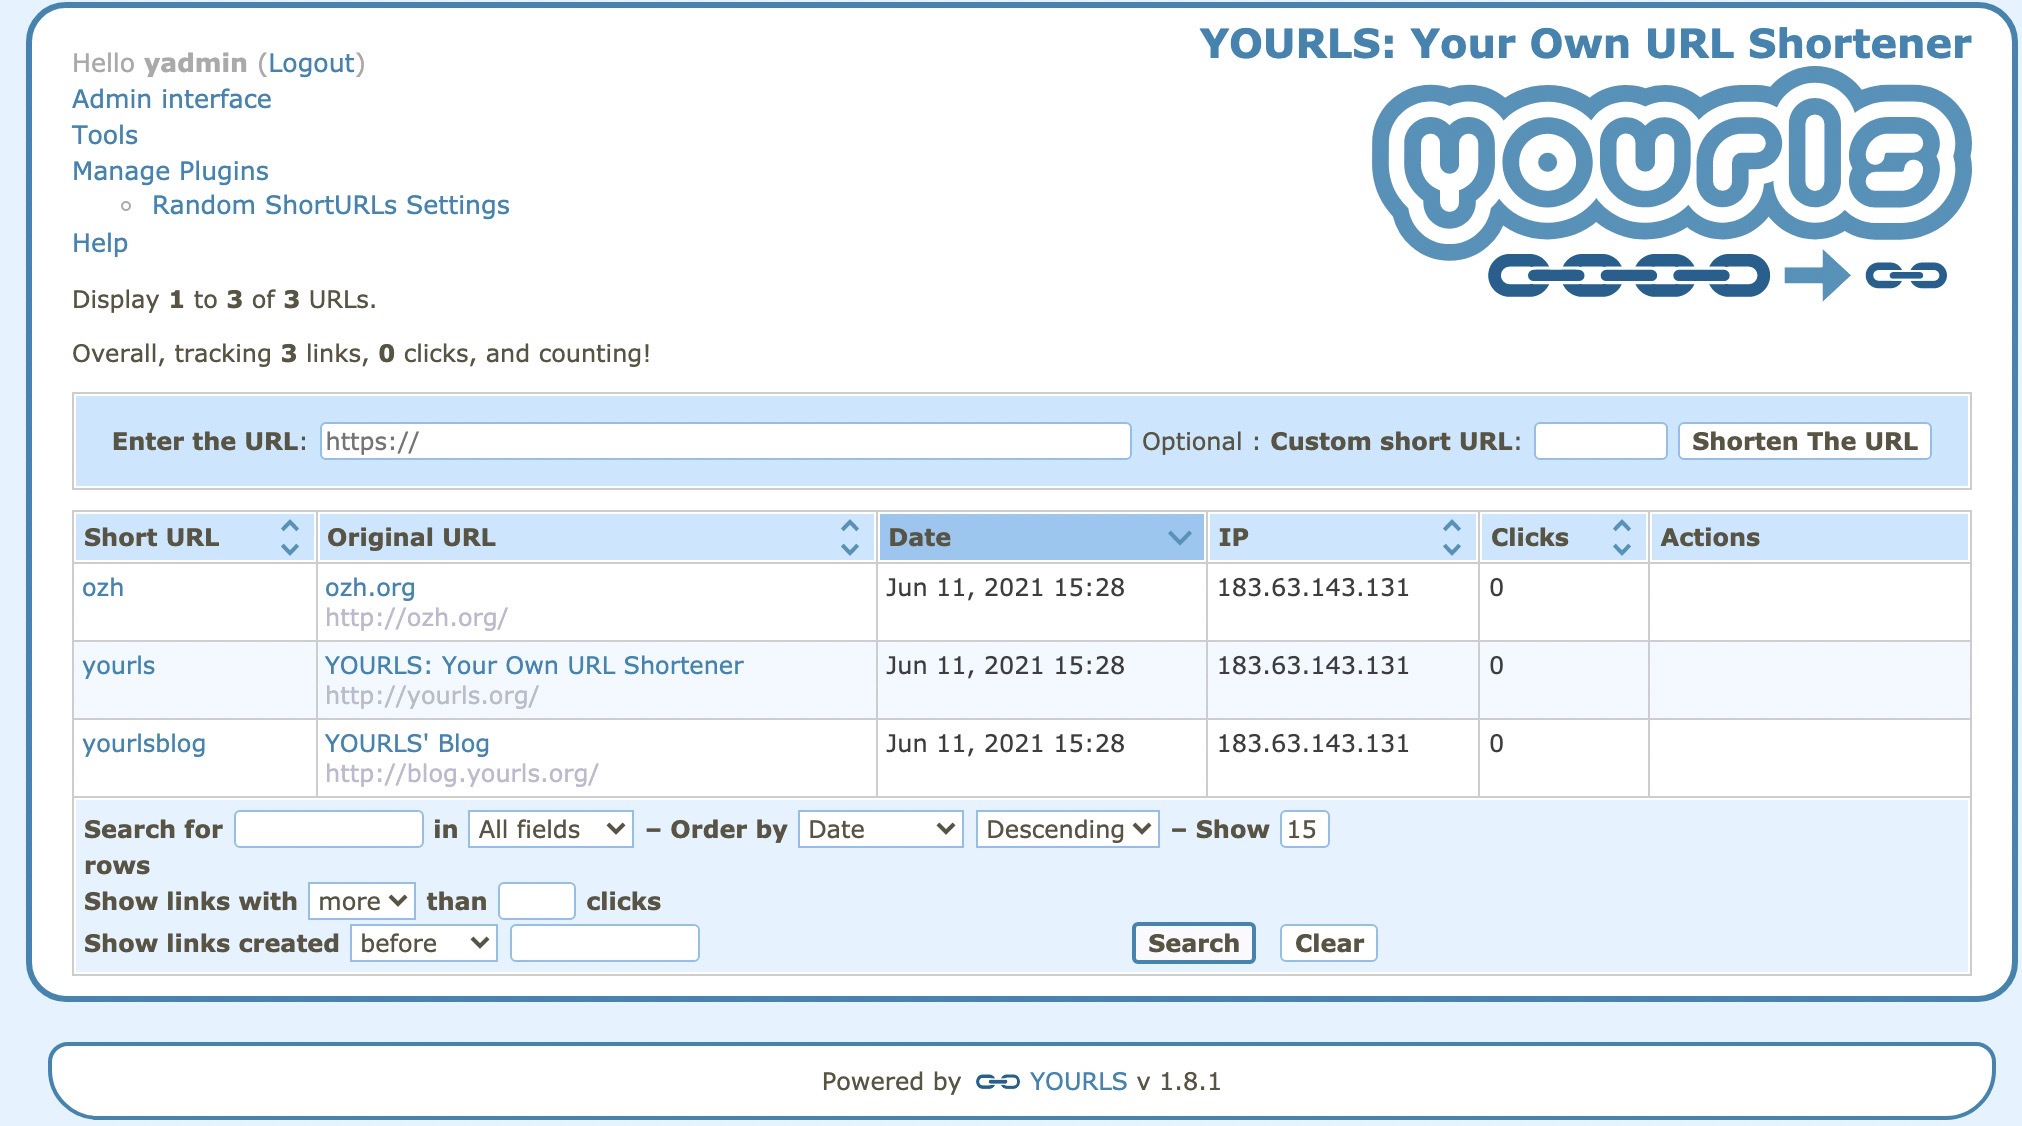 YOURLS: Your Own URL Shortener
yourls
Hello yadmin (Logout)
Admin interface
Tools
Manage Plugins
Random ShortURLs Settings
Help
Display 1 to 3 of 3 URLs.
Overall, tracking 3 links, 0 clicks, and counting!
Enter the URL: https:// Optional : Custom short URL: Shorten The URL
Short URL Original URL Date IP Clicks Actions
ozh ozh.org Jun 11, 2021 15:28 183.63.143.131 0
http://ozh.org/
yourls YOURLS: Your Own URL Shortener Jun 11, 2021 15:28 183.63.143.131 0
http://yourls.org/
yourlsblog YOURLS' Blog Jun 11, 2021 15:28 183.63.143.131 0
http://blog.yourls.org/
Search for in All fields – Order by Date Descending – Show 15
rows
Show links with more than clicks
Show links created before Search Clear
Powered by YOURLS v 1.8.1